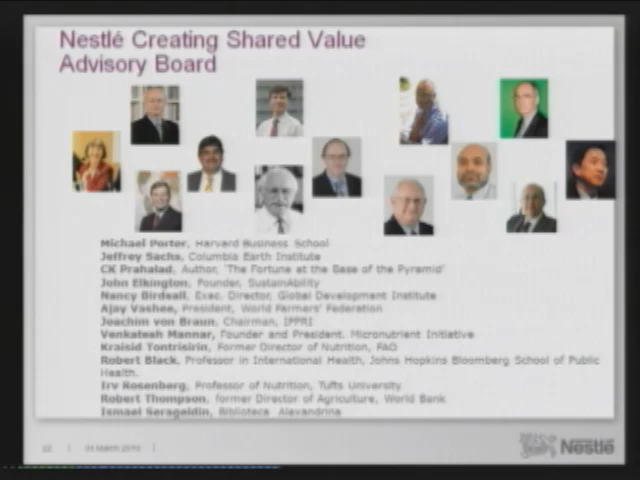 Nestlé Creating Shared Value
Advisory Board
Michael Porter, Harvard Business School
Jeffrey Sachs, Columbia Earth Institute
CK Prahalad, Author, 'The Fortune at the Base of the Pyramid'
John Elkington, Founder, SustainAbility
Nancy Birdsall, Exec. Director, Global Development Institute
Ajay Vashee, President, World Farmers' Federation
Joachim von Braun, Chairman, IFPRI
Venkatesh Mannar, Founder and President, Micronutrient Initiative
Kraisid Tontrisirin, Former Director of Nutrition, FAO
Robert Black, Professor in International Health, Johns Hopkins Bloomberg School of Public
Health.
Irv Rosenberg, Professor of Nutrition, Tufts University
Robert Thompson, former Director of Agriculture, World Bank
Ismael Serageldin, Biblioteca Alexandrina
March 2010
Nestlé